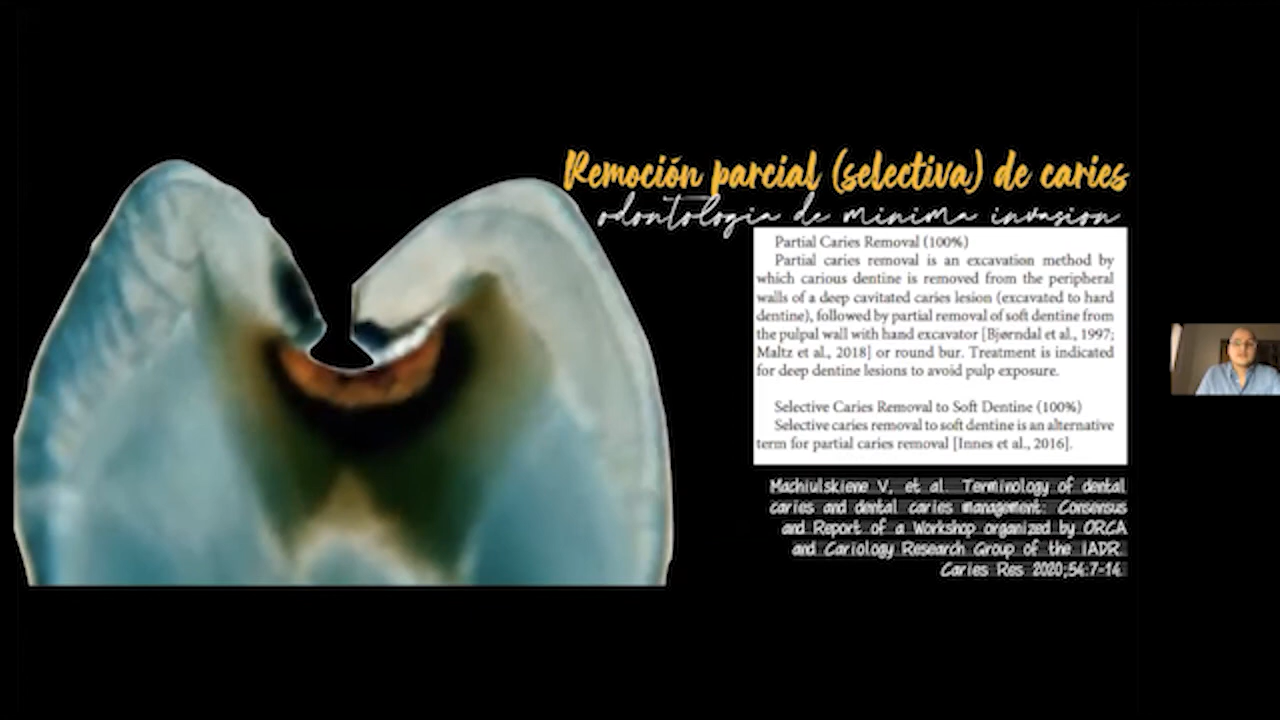 Remoción parcial (selectiva) de caries
odontologia de minima invasion
Partial Caries Removal (100%)
Partial caries removal is an excavation method by
which carious dentine is removed from the peripheral
walls of a deep cavitated caries lesion (excavated to hard
dentine), followed by partial removal of soft dentine from
the pulpal wall with hand excavator [Bjørndal et al., 1997;
Maltz et al., 2018] or round bur. Treatment is indicated
for deep dentine lesions to avoid pulp exposure.
Selective Caries Removal to Soft Dentine (100%)
Selective caries removal to soft dentine is an alternative
term for partial caries removal [Innes et al., 2016].
Machiulskiene V, et al. Terminology of dental
caries and dental caries management: Consensus
and Report of a Workshop organized by ORCA
and Cariology Research Group of the IADR.
Caries Res 2020;54:7-14.